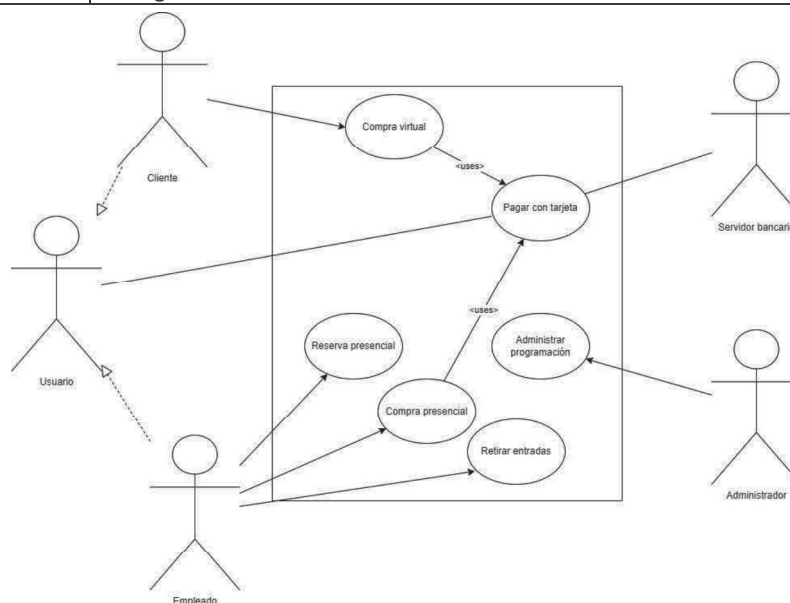 Compra virtual
<uses>
Cliente
Pagar con tarjeta
Servidor bancari
<uses>
Reserva presencial
Administrar
programación
Usuario
Compra presencial
Retirar entradas
Administrador
Empleado